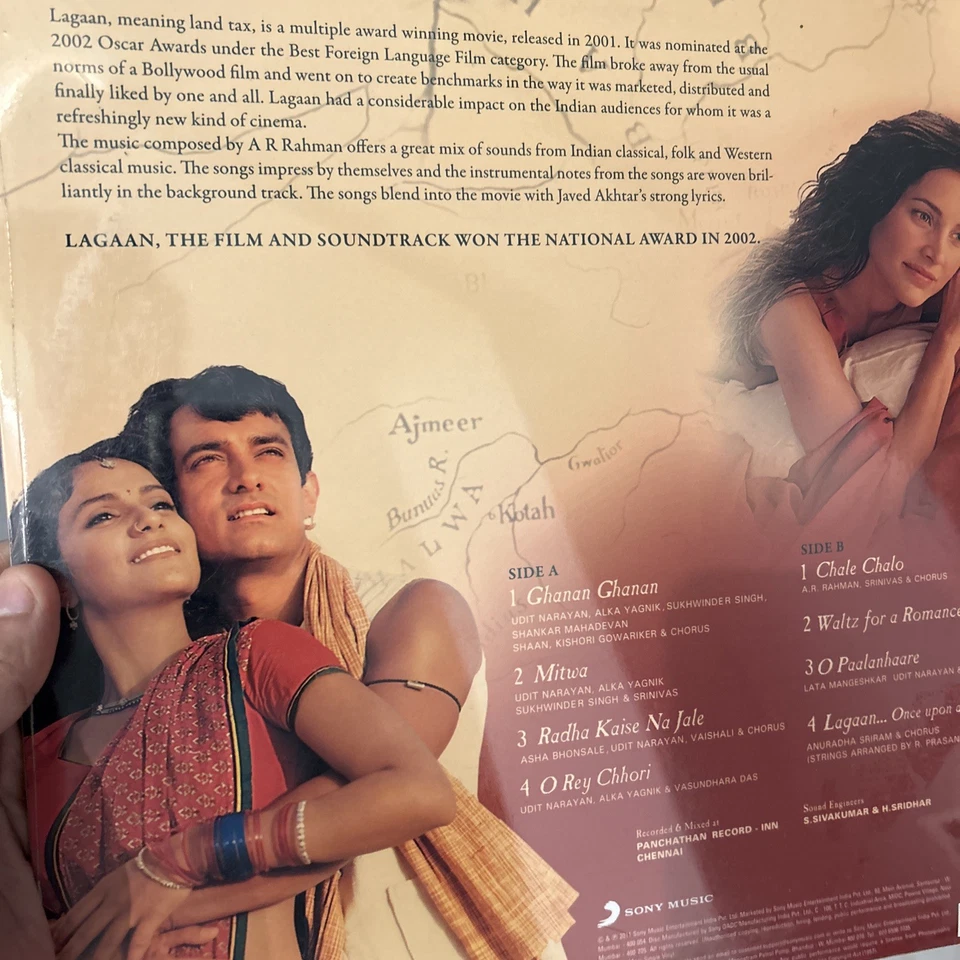 Lagaan, meaning land tax, is a multiple award winning movie, released in 2001. It was nominated at the
2002 Oscar Awards under the Best Foreign Language Film category. The film broke away from the usual
norms of a Bollywood film and went on to create benchmarks in the way it was marketed, distributed and
finally liked by one and all. Lagaan had a considerable impact on the Indian audiences for whom it was a
refreshingly new kind of cinema.
The music composed by A R Rahman offers a great mix of sounds from Indian classical, folk and Western
classical music. The songs impress by themselves and the instrumental notes from the songs are woven bril-
liantly in the background track. The songs blend into the movie with Javed Akhtar's strong lyrics.
LAGAAN, THE FILM AND SOUNDTRACK WON THE NATIONAL AWARD IN 2002.
Ajmeer
Gwalior
Bunuas R.
Kotah
A L W A
SIDE A
1 Ghanan Ghanan
UDIT NARAYAN, ALKA YAGNIK, SUKHWINDER SINGH,
SHANKAR MAHADEVAN
SHAAN, KISHORI GOWARIKER & CHORUS
2 Mitwa
UDIT NARAYAN, ALKA YAGNIK
SUKHWINDER SINGH & SRINIVAS
3 Radha Kaise Na Jale
ASHA BHONSALE, UDIT NARAYAN, VAISHALI & CHORUS
4 O Rey Chhori
UDIT NARAYAN, ALKA YAGNIK & VASUNDHARA DAS
SIDE B
1 Chale Chalo
A.R. RAHMAN, SRINIVAS & CHORUS
2 Waltz for a Romance
3 O Paalanhaare
LATA MANGESHKAR UDIT NARAYAN &
4 Lagaan... Once upon a
ANURADHA SRIRAM & CHORUS
(STRINGS ARRANGED BY R. PRASAN
Recorded & Mixed at
PANCHATHAN RECORD - INN
CHENNAI
Sound Engineers
S.SIVAKUMAR & H.SRIDHAR
SONY MUSIC